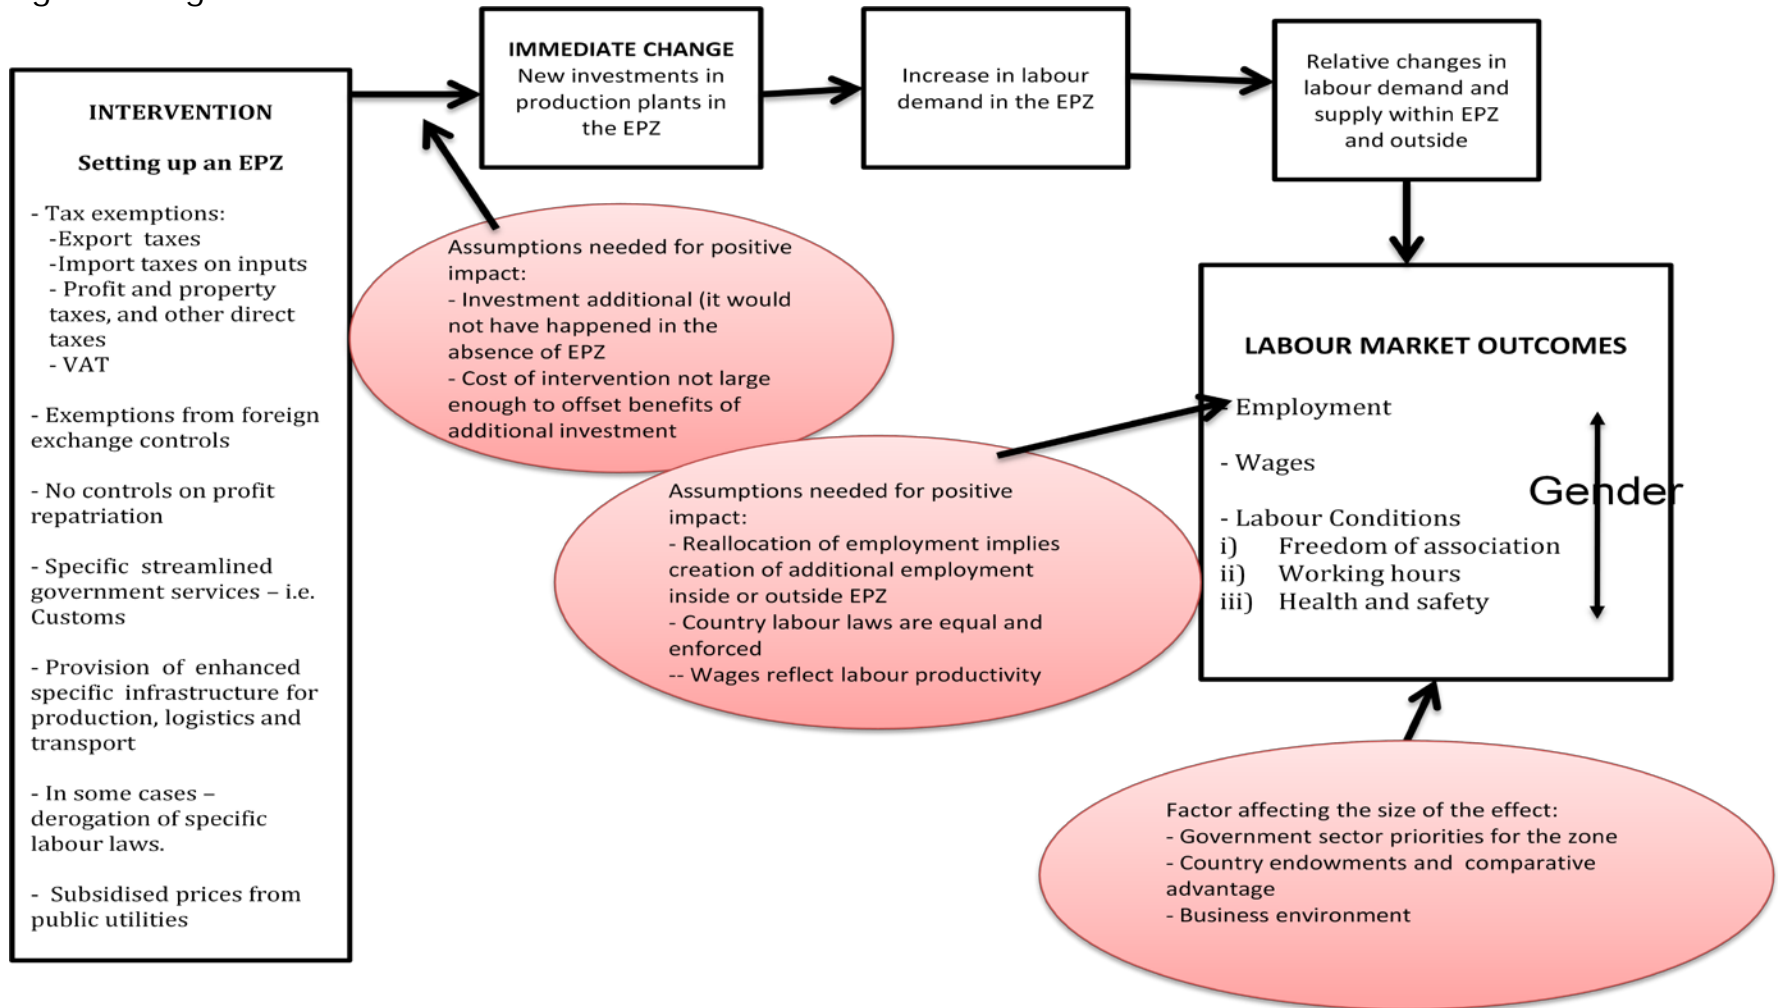 INTERVENTION
Setting up an EPZ
- Tax exemptions:
-Export taxes
-Import taxes on inputs
- Profit and property
taxes, and other direct
taxes
- VAT
- Exemptions from foreign
exchange controls
- No controls on profit
repatriation
- Specific streamlined
government services – i.e.
Customs
- Provision of enhanced
specific infrastructure for
production, logistics and
transport
- In some cases –
derogation of specific
labour laws.
- Subsidised prices from
public utilities
IMMEDIATE CHANGE
New investments in
production plants in
the EPZ
Increase in labour
demand in the EPZ
Relative changes in
labour demand and
supply within EPZ
and outside
Assumptions needed for positive
impact:
- Investment additional (it would
not have happened in the
absence of EPZ
- Cost of intervention not large
enough to offset benefits of
additional investment
Assumptions needed for positive
impact:
- Reallocation of employment implies
creation of additional employment
inside or outside EPZ
- Country labour laws are equal and
enforced
-- Wages reflect labour productivity
LABOUR MARKET OUTCOMES
- Employment
- Wages
- Labour Conditions
i) Freedom of association
ii) Working hours
iii) Health and safety
Gender
Factor affecting the size of the effect:
- Government sector priorities for the zone
- Country endowments and comparative
advantage
- Business environment